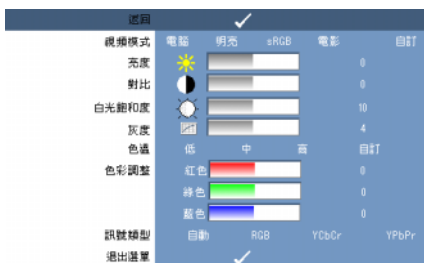 返回
視頻模式 電腦 明亮 sRGB 電影 自訂
亮度 0
對比 0
白光飽和度 10
灰度 4
色溫 低 中 高 自訂
色彩調整 紅色 0
綠色 0
藍色 0
訊號類型 自動 RGB YCbCr YPbPr
退出選單